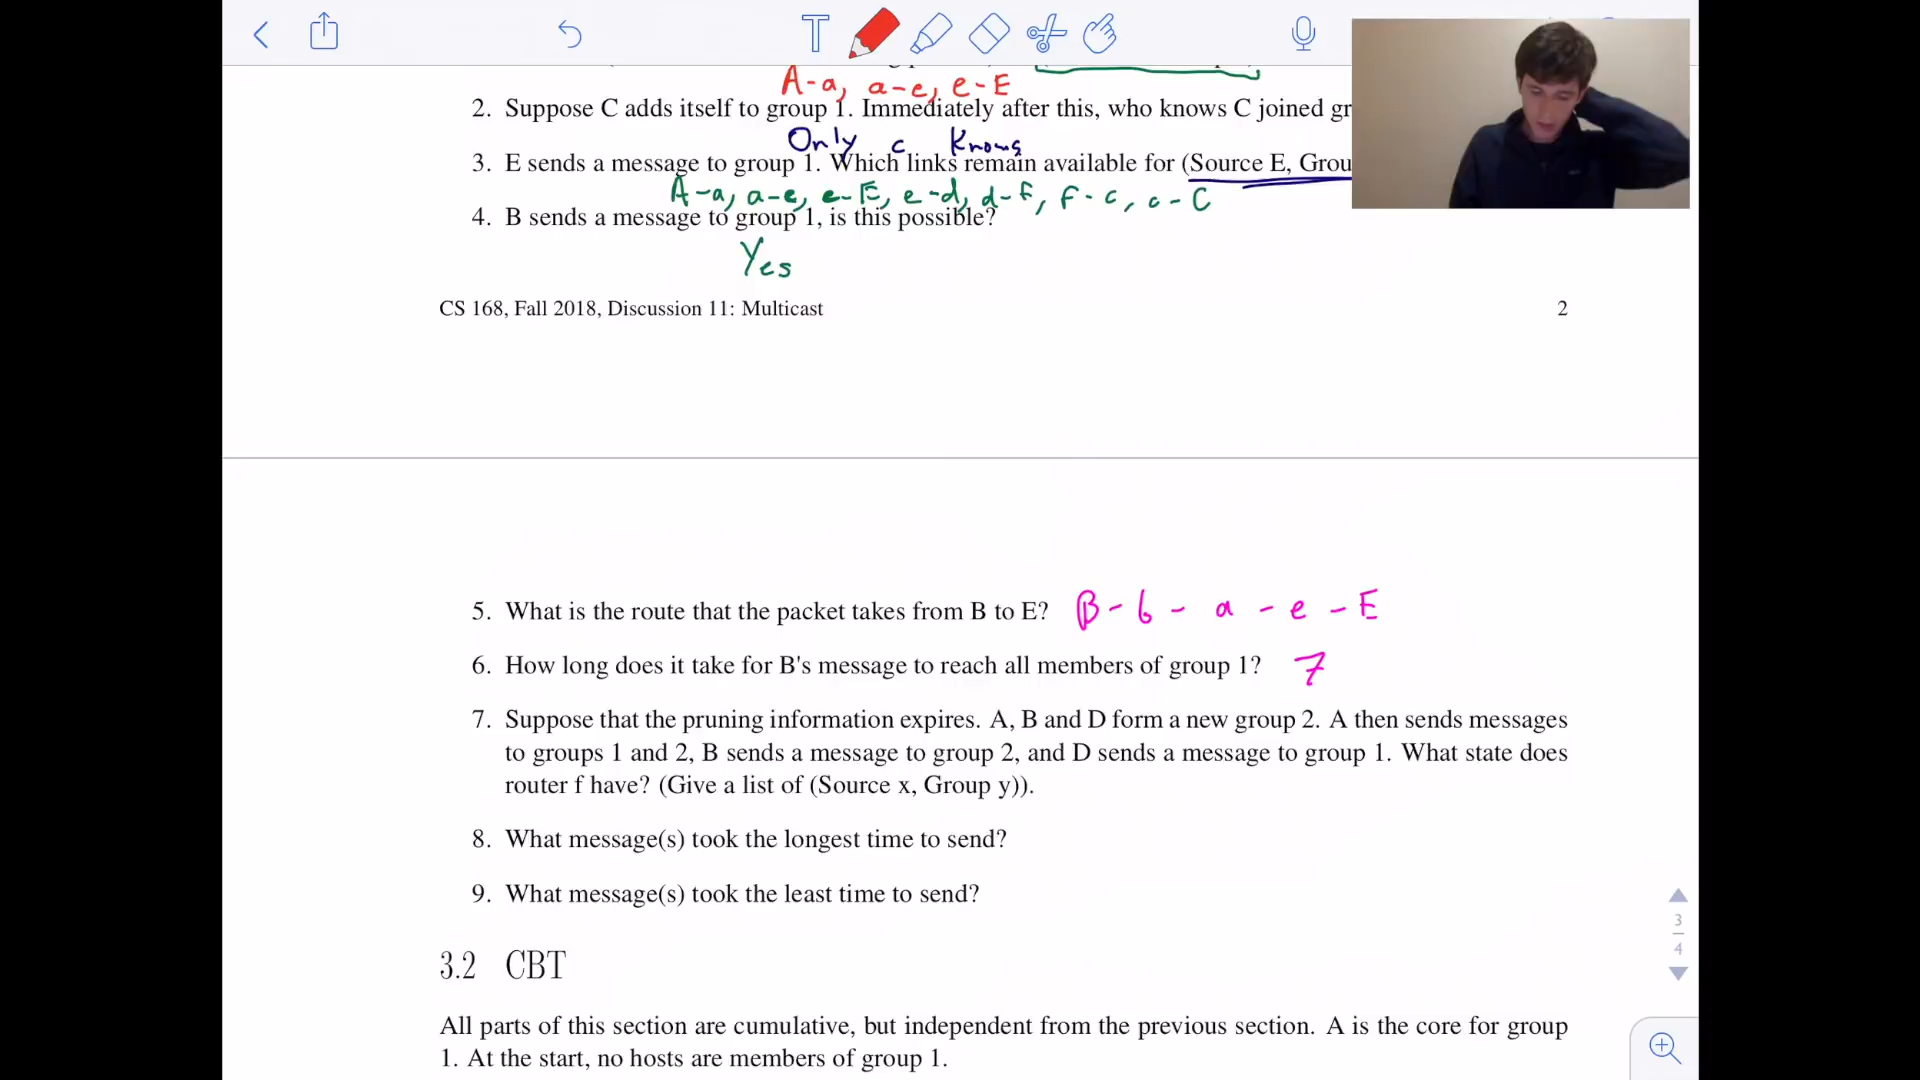 A-a, a-e, e-E
2. Suppose C adds itself to group 1. Immediately after this, who knows C joined gr
Only c knows
3. E sends a message to group 1. Which links remain available for (Source E, Grou
A-a, a-e, e-E, e-d, d-f, f-c, c-C
4. B sends a message to group 1, is this possible?
Yes
CS 168, Fall 2018, Discussion 11: Multicast 2
5. What is the route that the packet takes from B to E? B-b-a-e-E
6. How long does it take for B's message to reach all members of group 1? 7
7. Suppose that the pruning information expires. A, B and D form a new group 2. A then sends messages
to groups 1 and 2, B sends a message to group 2, and D sends a message to group 1. What state does
router f have? (Give a list of (Source x, Group y)).
8. What message(s) took the longest time to send?
9. What message(s) took the least time to send?
3
4
3.2 CBT
All parts of this section are cumulative, but independent from the previous section. A is the core for group
1. At the start, no hosts are members of group 1.